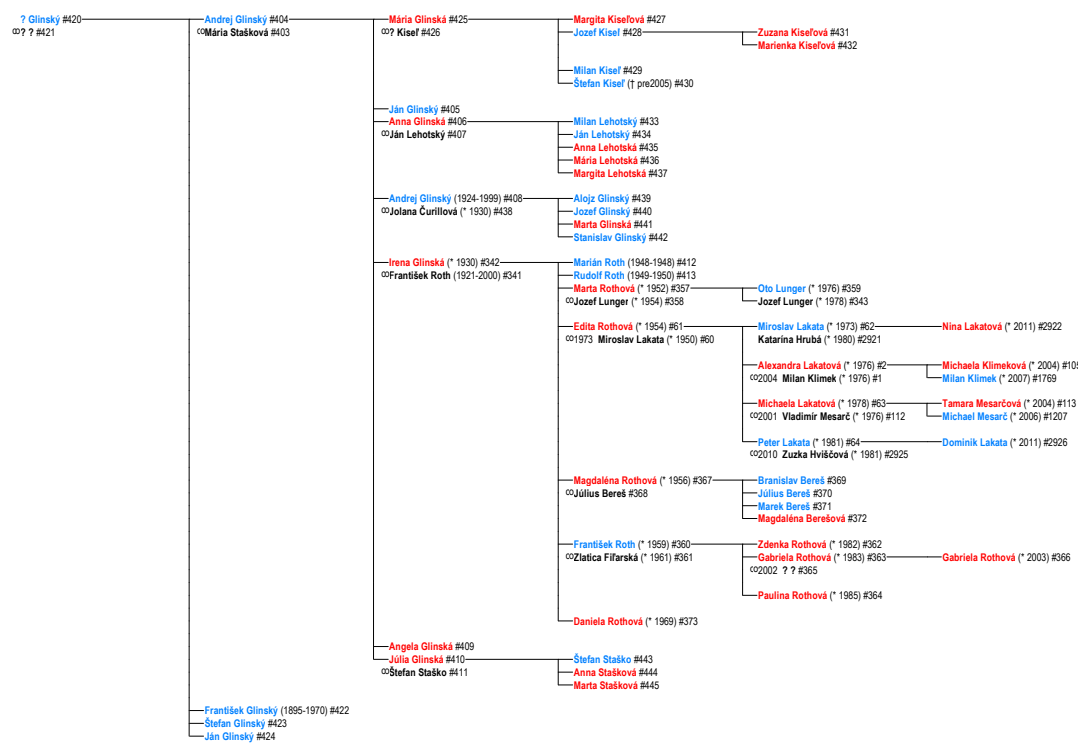 ? Glinský #420
Andrej Glinský #404
Mária Glinská #425
Margita Kiseľová #427
∞? ? #421
∞Mária Stašková #403
∞? Kiseľ #426
Jozef Kiseľ #428
Zuzana Kiseľová #431
Marienka Kiseľová #432
Milan Kiseľ #429
Štefan Kiseľ († pre2005) #430
Ján Glinský #405
Anna Glinská #406
Milan Lehotský #433
∞Ján Lehotský #407
Ján Lehotský #434
Anna Lehotská #435
Mária Lehotská #436
Margita Lehotská #437
Andrej Glinský (1924-1999) #408
Alojz Glinský #439
∞Jolana Čurillová (* 1930) #438
Jozef Glinský #440
Marta Glinská #441
Stanislav Glinský #442
Irena Glinská (* 1930) #342
Marián Roth (1948-1948) #412
∞František Roth (1921-2000) #341
Rudolf Roth (1949-1950) #413
Marta Rothová (* 1952) #357
Oto Lunger (* 1976) #359
∞Jozef Lunger (* 1954) #358
Jozef Lunger (* 1978) #343
Edita Rothová (* 1954) #61
Miroslav Lakata (* 1973) #62
Nina Lakatová (* 2011) #2922
∞1973 Miroslav Lakata (* 1950) #60
Katarína Hrubá (* 1980) #2921
Alexandra Lakatová (* 1976) #2
Michaela Klimeková (* 2004) #105
∞2004 Milan Klimek (* 1976) #1
Milan Klimek (* 2007) #1769
Michaela Lakatová (* 1978) #63
Tamara Mesarčová (* 2004) #113
∞2001 Vladimír Mesarč (* 1976) #112
Michael Mesarč (* 2006) #1207
Peter Lakata (* 1981) #64
Dominik Lakata (* 2011) #2926
∞2010 Zuzka Hviščová (* 1981) #2925
Magdaléna Rothová (* 1956) #367
Branislav Bereš #369
∞Július Bereš #368
Július Bereš #370
Marek Bereš #371
Magdaléna Berešová #372
František Roth (* 1959) #360
Zdenka Rothová (* 1982) #362
∞Zlatica Fiľarská (* 1961) #361
Gabriela Rothová (* 1983) #363
Gabriela Rothová (* 2003) #366
∞2002 ? ? #365
Paulina Rothová (* 1985) #364
Daniela Rothová (* 1969) #373
Angela Glinská #409
Júlia Glinská #410
Štefan Staško #443
∞Štefan Staško #411
Anna Stašková #444
Marta Stašková #445
František Glinský (1895-1970) #422
Štefan Glinský #423
Ján Glinský #424